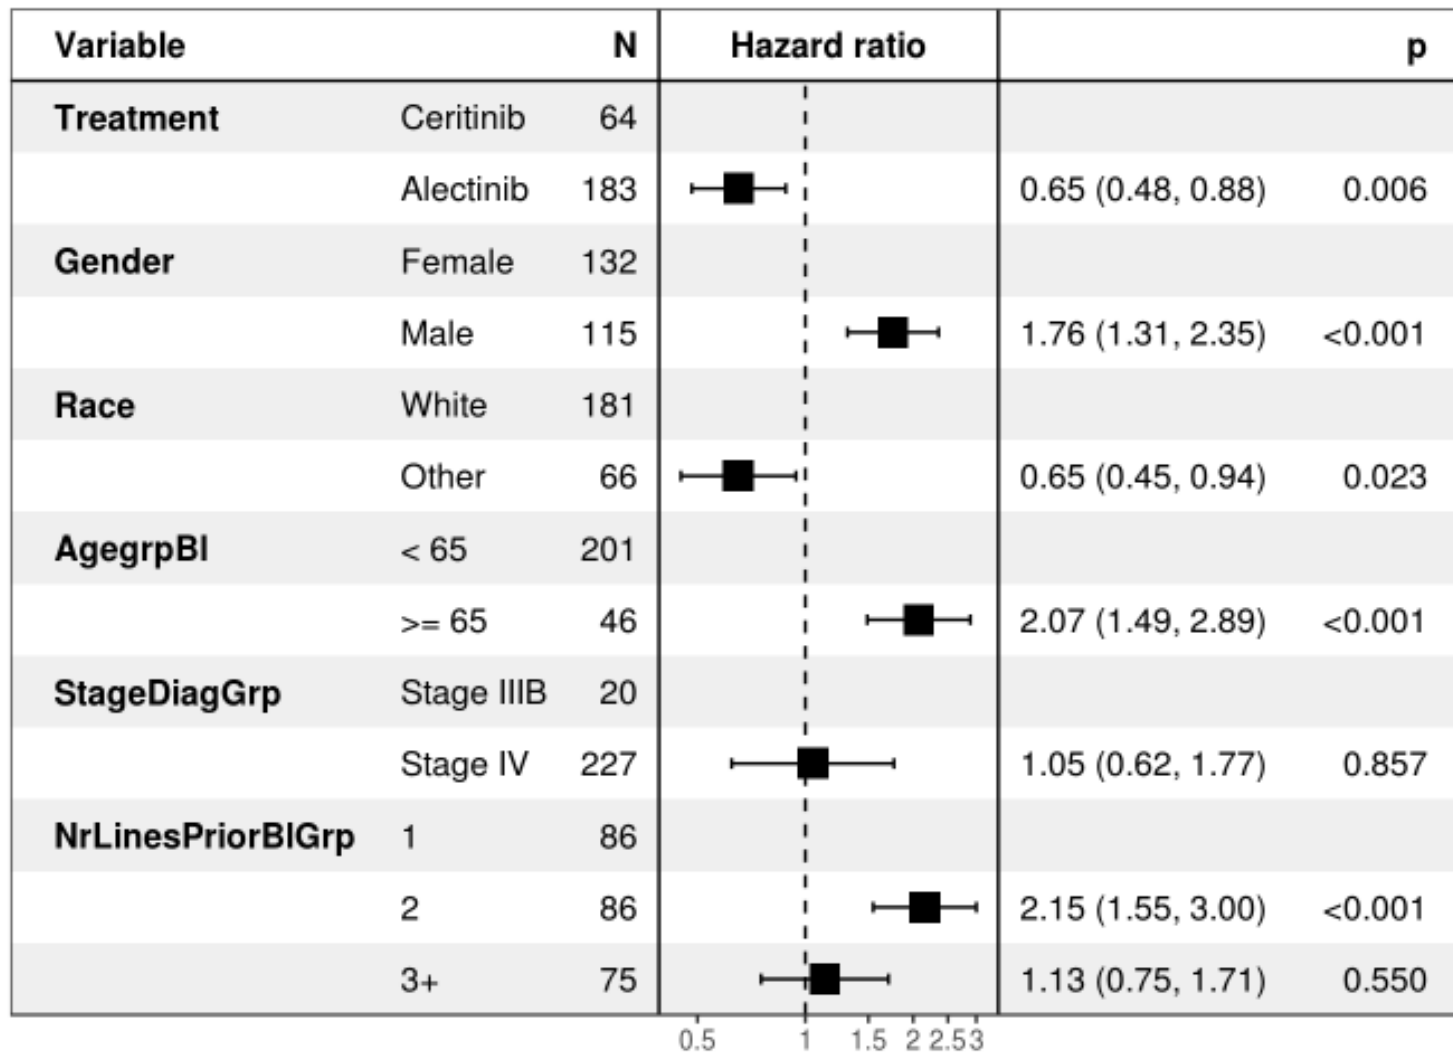 Variable N Hazard ratio p
Treatment Ceritinib 64
Alectinib 183 0.65 (0.48, 0.88) 0.006
Gender Female 132
Male 115 1.76 (1.31, 2.35) <0.001
Race White 181
Other 66 0.65 (0.45, 0.94) 0.023
AgegrpBl < 65 201
>= 65 46 2.07 (1.49, 2.89) <0.001
StageDiagGrp Stage IIIB 20
Stage IV 227 1.05 (0.62, 1.77) 0.857
NrLinesPriorBlGrp 1 86
2 86 2.15 (1.55, 3.00) <0.001
3+ 75 1.13 (0.75, 1.71) 0.550
0.5 1 1.5 2 2.5 3